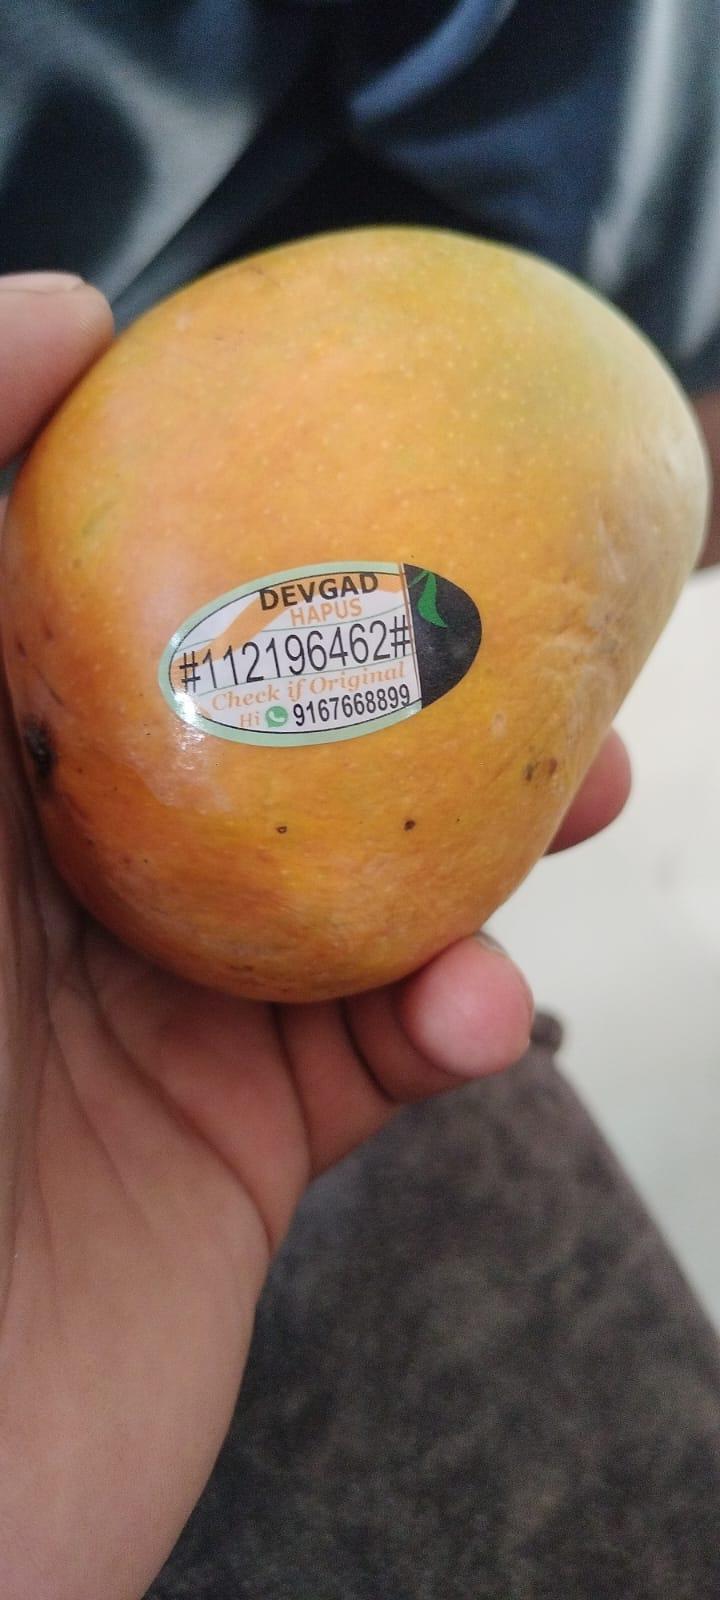 DEVGAD
HAPUS
#112196462#
Check if Original
Hi 9167668899